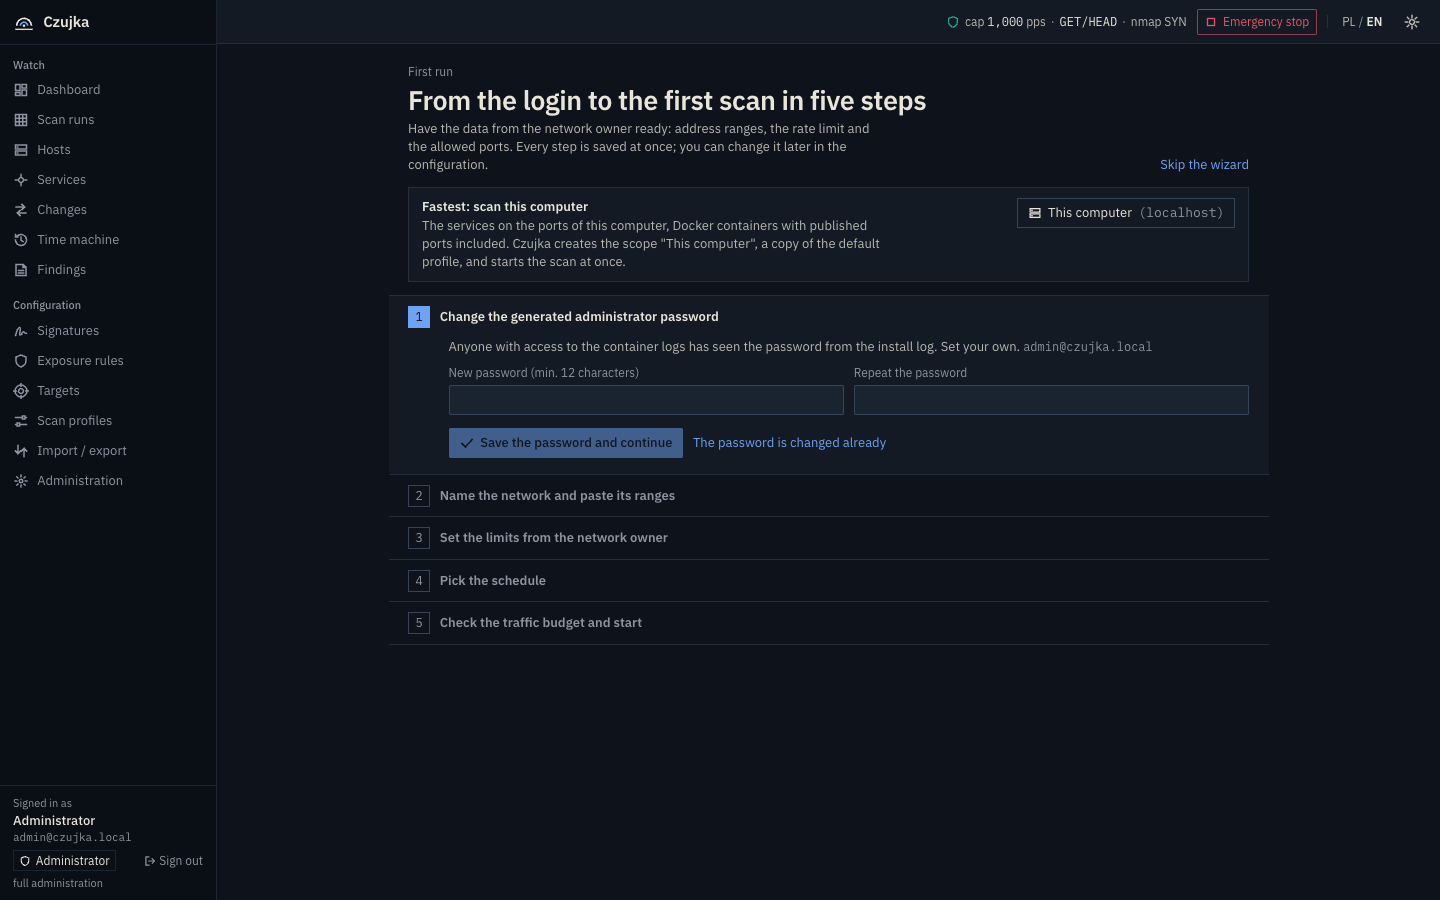 Czujka
cap 1,000 pps · GET/HEAD · nmap SYN
Emergency stop
PL / EN
Watch
Dashboard
Scan runs
Hosts
Services
Changes
Time machine
Findings
Configuration
Signatures
Exposure rules
Targets
Scan profiles
Import / export
Administration
Signed in as
Administrator
admin@czujka.local
Administrator
Sign out
full administration
First run
From the login to the first scan in five steps
Have the data from the network owner ready: address ranges, the rate limit and
the allowed ports. Every step is saved at once; you can change it later in the
configuration.
Skip the wizard
Fastest: scan this computer
The services on the ports of this computer, Docker containers with published
ports included. Czujka creates the scope "This computer", a copy of the default
profile, and starts the scan at once.
This computer (localhost)
1 Change the generated administrator password
Anyone with access to the container logs has seen the password from the install log. Set your own. admin@czujka.local
New password (min. 12 characters)
Repeat the password
Save the password and continue
The password is changed already
2 Name the network and paste its ranges
3 Set the limits from the network owner
4 Pick the schedule
5 Check the traffic budget and start